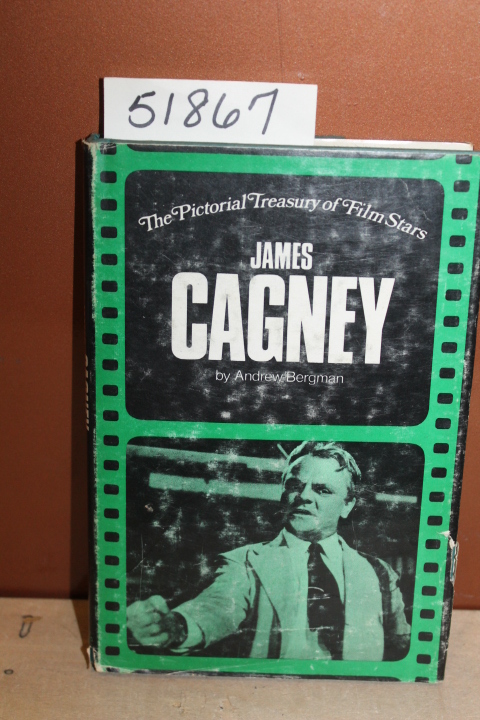 51867
The Pictorial Treasury of Film Stars
JAMES
CAGNEY
by Andrew Bergman